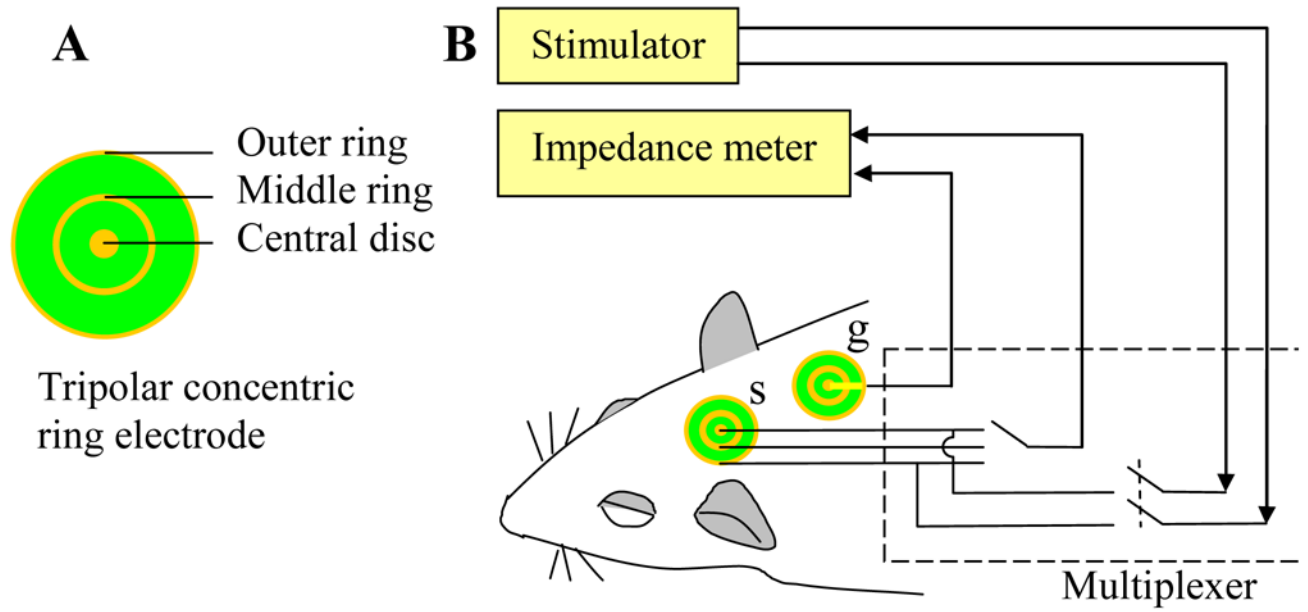 A
Outer ring
Middle ring
Central disc
Tripolar concentric
ring electrode
B
Stimulator
Impedance meter
g
s
Multiplexer